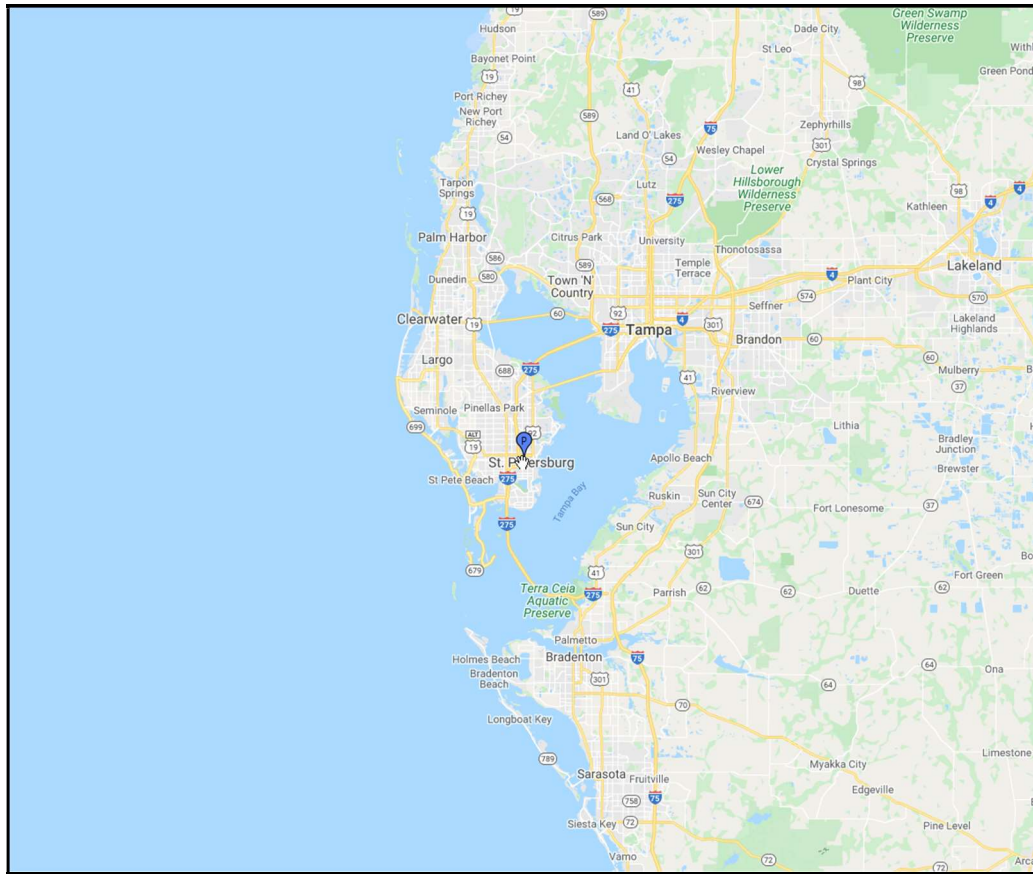 19
589
Green Swamp
Wilderness
Preserve
Hudson
Dade City
St Leo
Bayonet Point
19
98
Green Pond
41
Port Richey
New Port
Richey
589
54
75
Land O' Lakes
Zephyrhills
301
Wesley Chapel
54
Crystal Springs
Lower
Hillsborough
Wilderness
Preserve
Tarpon
Springs
Lutz
568
275
98
4
4
Kathleen
19
Palm Harbor
Citrus Park
University
Thonotosassa
586
589
Temple
Terrace
Lakeland
Dunedin
580
Town 'N'
Country
4
Plant City
574
570
Seffner
Clearwater
19
60
92
275
Tampa
4
301
Lakeland
Highlands
Brandon
60
Largo
688
275
60
Mulberry
37
41
Riverview
Seminole
Pinellas Park
699
ALT
19
92
P
Lithia
Bradley
Junction
St. Petersburg
Apollo Beach
Brewster
St Pete Beach
275
Tampa Bay
Ruskin
Sun City
Center
674
Fort Lonesome
37
275
Sun City
301
679
41
Fort Green
Terra Ceia
Aquatic
Preserve
275
Parrish
62
62
Duette
62
Palmetto
Holmes Beach
Bradenton
75
64
Ona
Bradenton
Beach
301
64
70
Longboat Key
789
Limestone
Myakka City
Sarasota
Fruitville
Edgeville
758
75
Siesta Key
72
Pine Level
Vamo
72
72